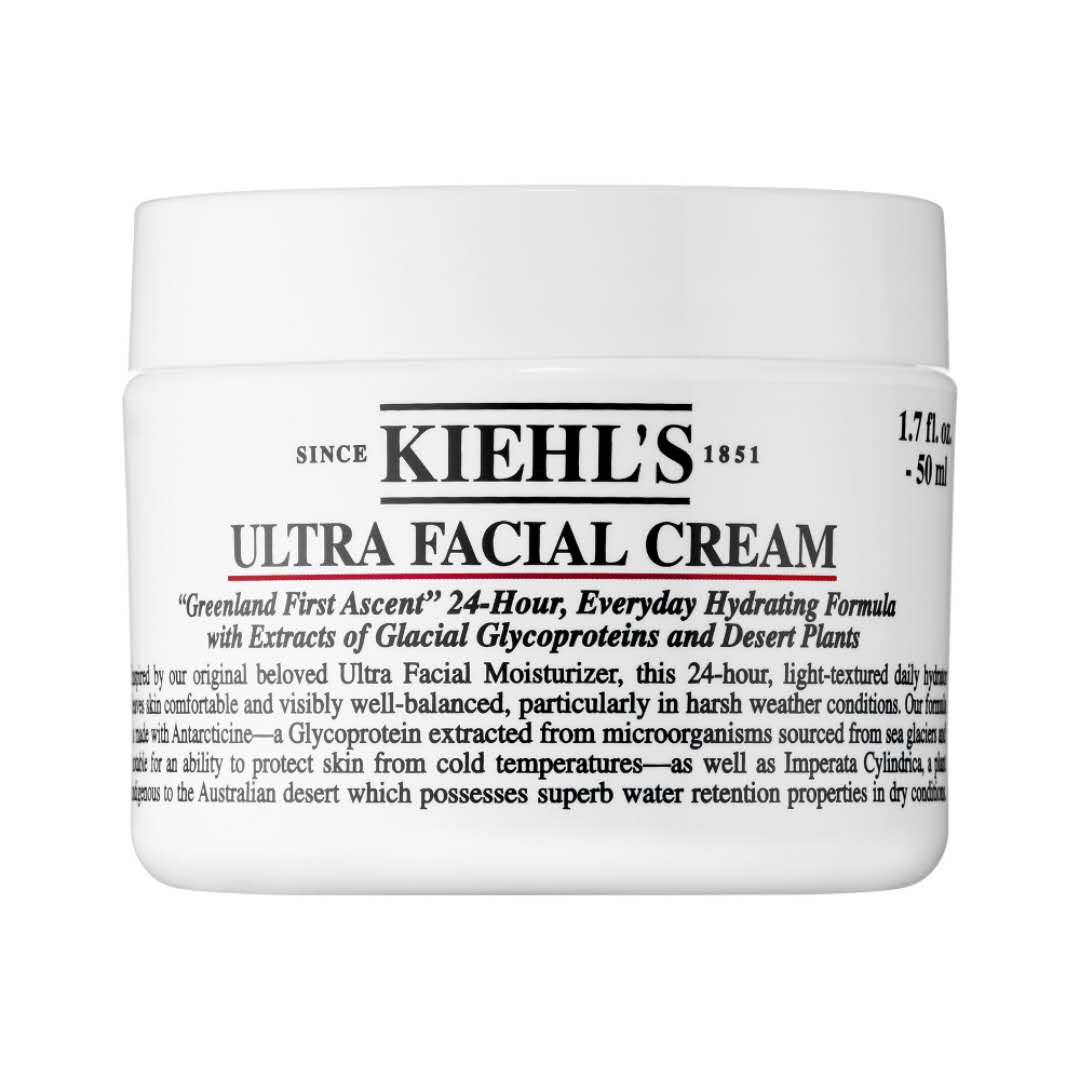 SINCE KIEHL'S 1851
1.7 fl. oz.
- 50 ml
ULTRA FACIAL CREAM
“Greenland First Ascent” 24-Hour, Everyday Hydrating Formula
with Extracts of Glacial Glycoproteins and Desert Plants
by our original beloved Ultra Facial Moisturizer, this 24-hour, light-textured daily
skin comfortable and visibly well-balanced, particularly in harsh weather conditions. Our
made with Antarcticine—a Glycoprotein extracted from microorganisms sourced from sea glaciers and
for an ability to protect skin from cold temperatures—as well as Imperata Cylindrica, a plant
to the Australian desert which possesses superb water retention properties in dry conditions